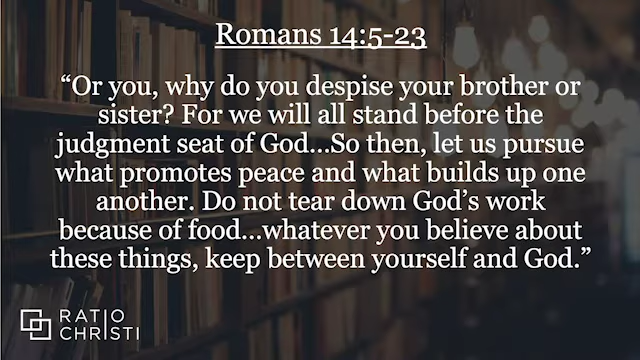 Romans 14:5-23
“Or you, why do you despise your brother or
sister? For we will all stand before the
judgment seat of God...So then, let us pursue
what promotes peace and what builds up one
another. Do not tear down God’s work
because of food...whatever you believe about
these things, keep between yourself and God.”
RATIO
CHRISTI